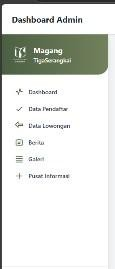 Dashboard Admin
Magang
TigaSerangkai
Dashboard
Data Pendaftar
Data Lowongan
Berita
Galeri
Pusat Informasi